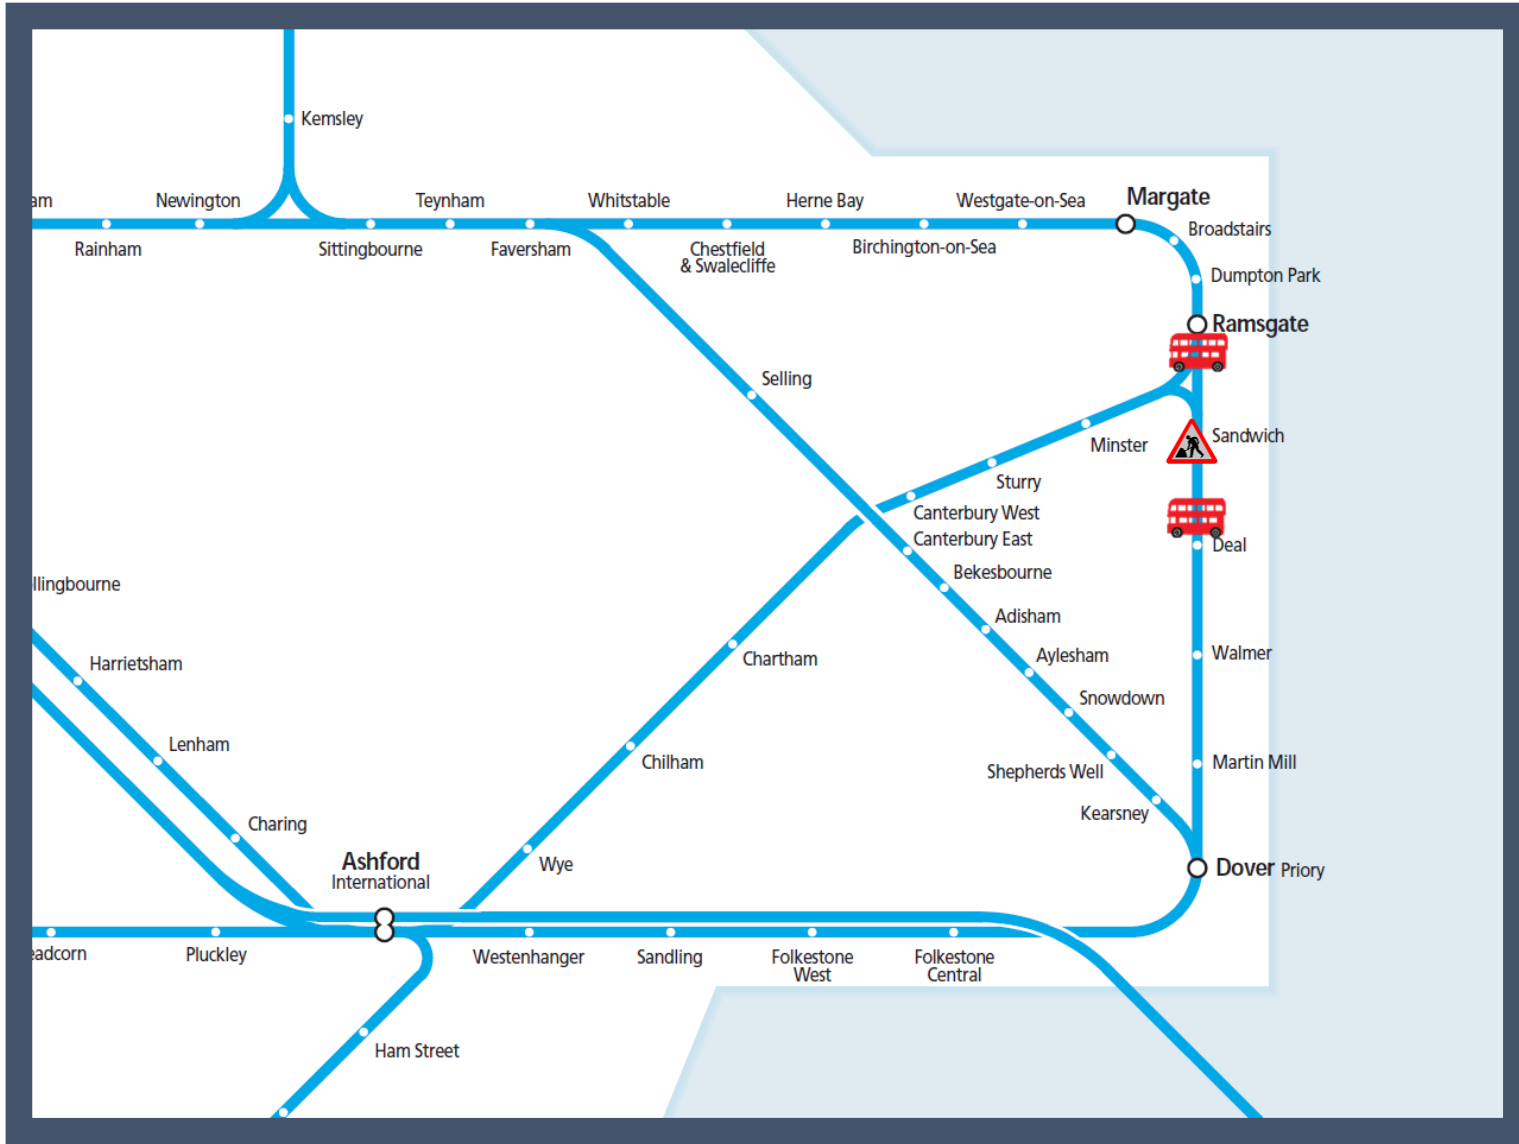 Kemsley
am
Newington
Teynham
Whitstable
Herne Bay
Westgate-on-Sea
Margate
Rainham
Sittingbourne
Faversham
Chestfield
& Swalecliffe
Birchington-on-Sea
Broadstairs
Dumpton Park
Ramsgate
Selling
Minster
Sandwich
Sturry
Canterbury West
Canterbury East
Deal
Bekesbourne
llingbourne
Adisham
Harrietsham
Chartham
Aylesham
Walmer
Snowdown
Lenham
Chilham
Shepherds Well
Martin Mill
Kearsney
Charing
Ashford
International
Wye
Dover Priory
eadcorn
Pluckley
Westenhanger
Sandling
Folkestone
West
Folkestone
Central
Ham Street